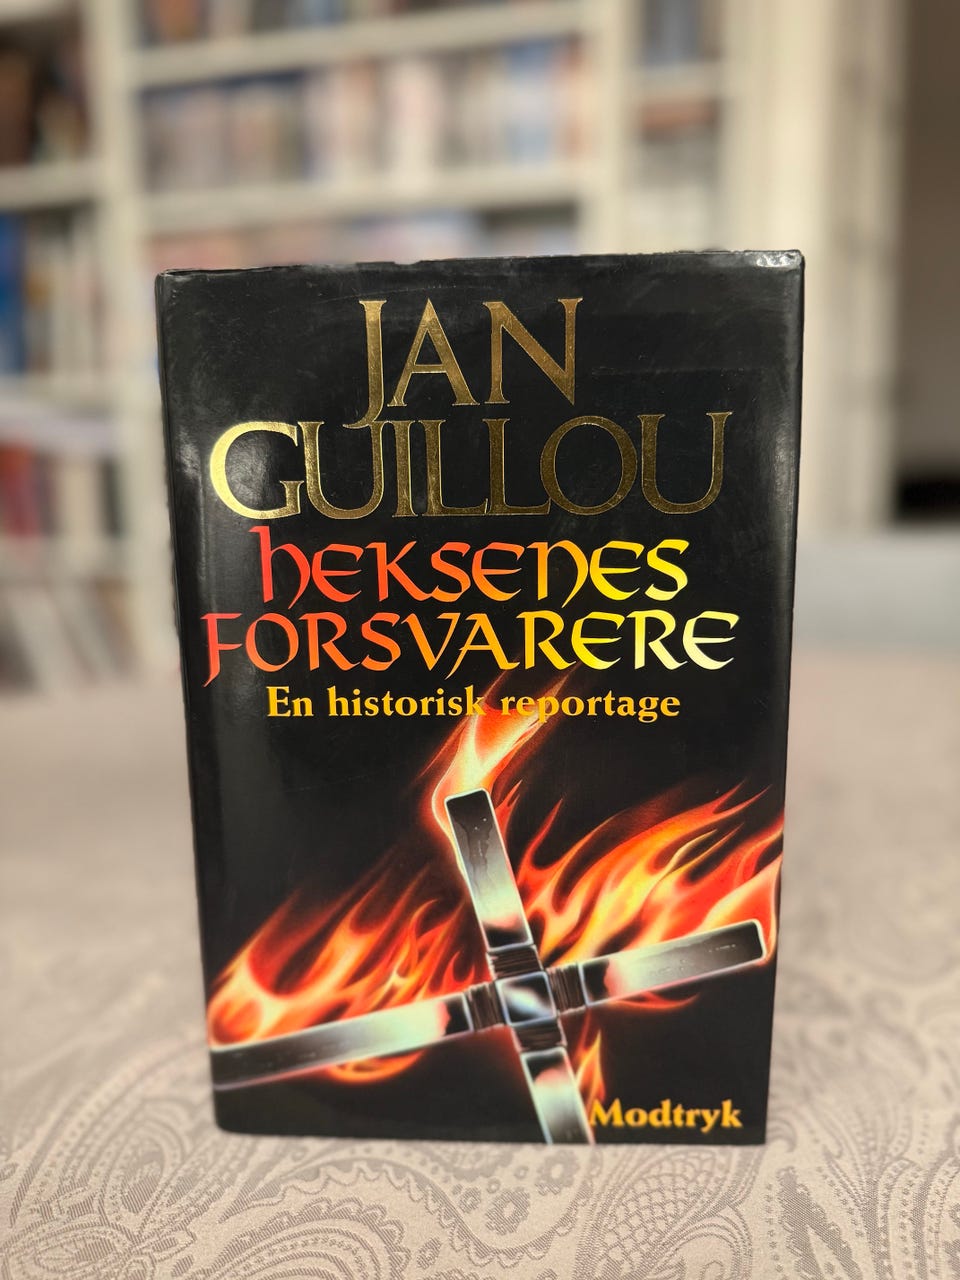 JAN
GUILLOU
HEKSENES
FORSVARERE
En historisk reportage
Modtryk